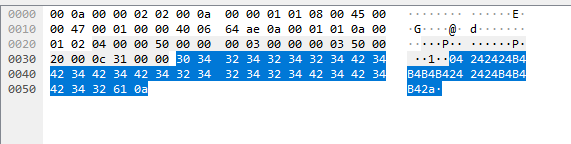 0000 00 0a 00 00 02 02 00 0a 00 00 01 01 08 00 45 00 ········ ······E·
0010 00 47 00 01 00 00 40 06 64 ae 0a 00 01 01 0a 00 ·G····@· d·······
0020 01 02 04 00 00 50 00 00 00 03 00 00 00 03 50 00 ·····P·· ······P·
0030 20 00 0c 31 00 00 30 34 32 34 32 34 32 34 42 34 ··1··04 242424B4
0040 42 34 42 34 42 34 32 34 32 34 32 34 42 34 42 34 B4B4B424 2424B4B4
0050 42 34 32 61 0a B42a·